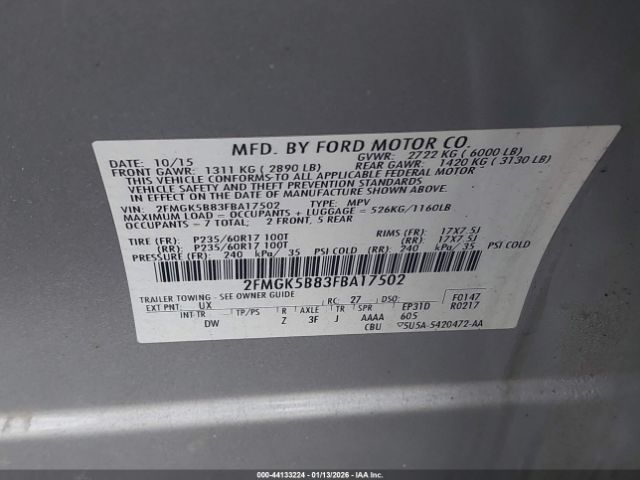 MFD. BY FORD MOTOR CO.
DATE: 10/15 GVWR: 2722 KG ( 6000 LB)
FRONT GAWR: 1311 KG ( 2890 LB) REAR GAWR: 1420 KG ( 3130 LB)
THIS VEHICLE CONFORMS TO ALL APPLICABLE FEDERAL MOTOR
VEHICLE SAFETY AND THEFT PREVENTION STANDARDS
IN EFFECT ON THE DATE OF MANUFACTURE SHOWN ABOVE.
VIN: 2FMGK5B83FBA17502 TYPE: MPV
MAXIMUM LOAD - OCCUPANTS + LUGGAGE = 526KG/1160LB
OCCUPANTS - 7 TOTAL; 2 FRONT, 5 REAR
TIRE (FR): P235/60R17 100T RIMS (FR): 17X7.5J
(RR): P235/60R17 100T (RR): 17X7.5J
PRESSURE (FR): 240 kPa/ 35 PSI COLD (RR): 240 kPa/ 35 PSI COLD
2FMGK5B83FBA17502
TRAILER TOWING - SEE OWNER GUIDE
EXT PNT: UX RC: 27 DSO: F0147
INT TR TP/PS R AXLE TR SPR EP31D R0217
DW Z 3F J AAAA 605
CBU 5U5A-5420472-AA
000-44133224 01/13/2026 - IAA Inc.